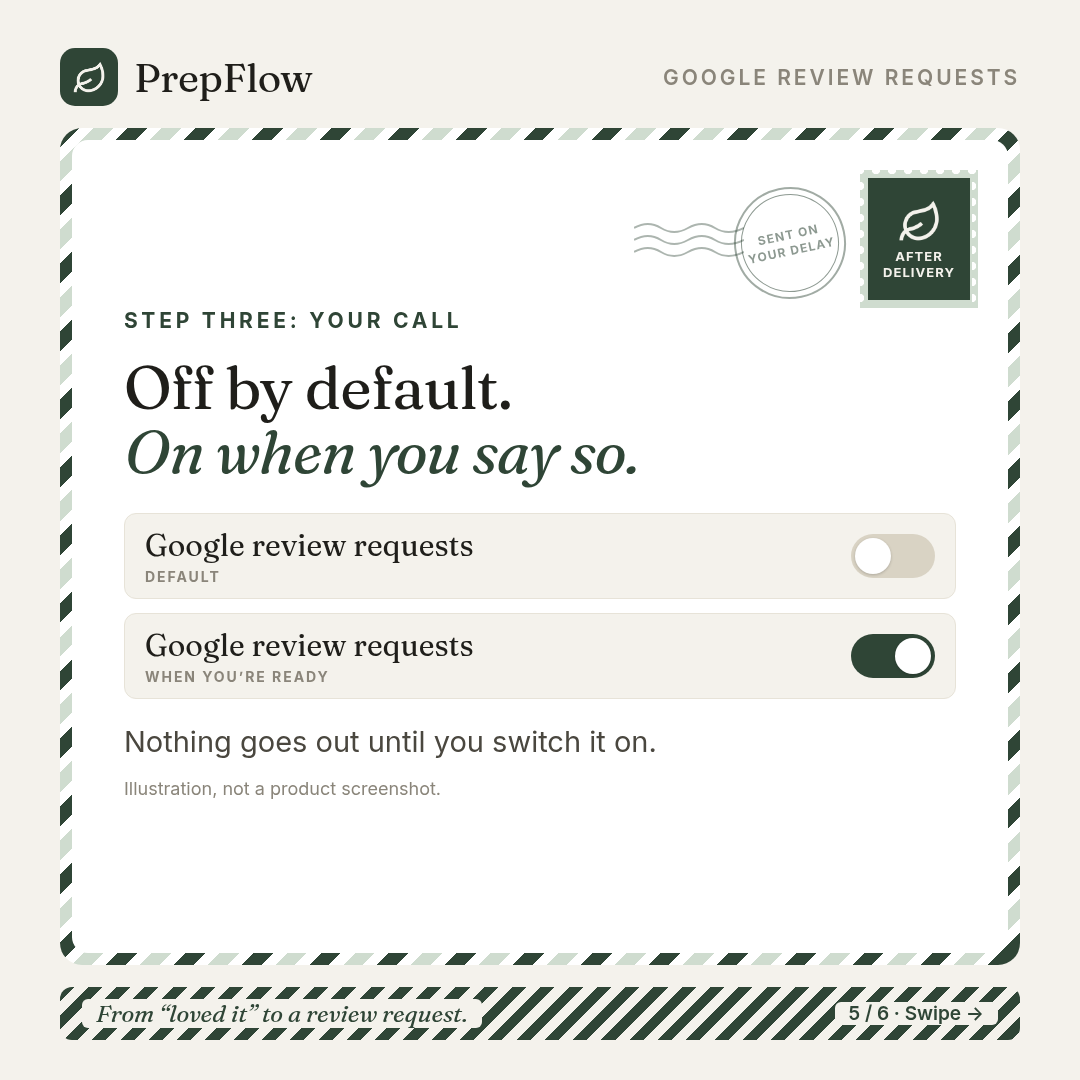 PrepFlow
GOOGLE REVIEW REQUESTS
SENT ON
YOUR DELAY
AFTER
DELIVERY
STEP THREE: YOUR CALL
Off by default.
On when you say so.
Google review requests
DEFAULT
Google review requests
WHEN YOU’RE READY
Nothing goes out until you switch it on.
Illustration, not a product screenshot.
From “loved it” to a review request.
5 / 6 · Swipe →